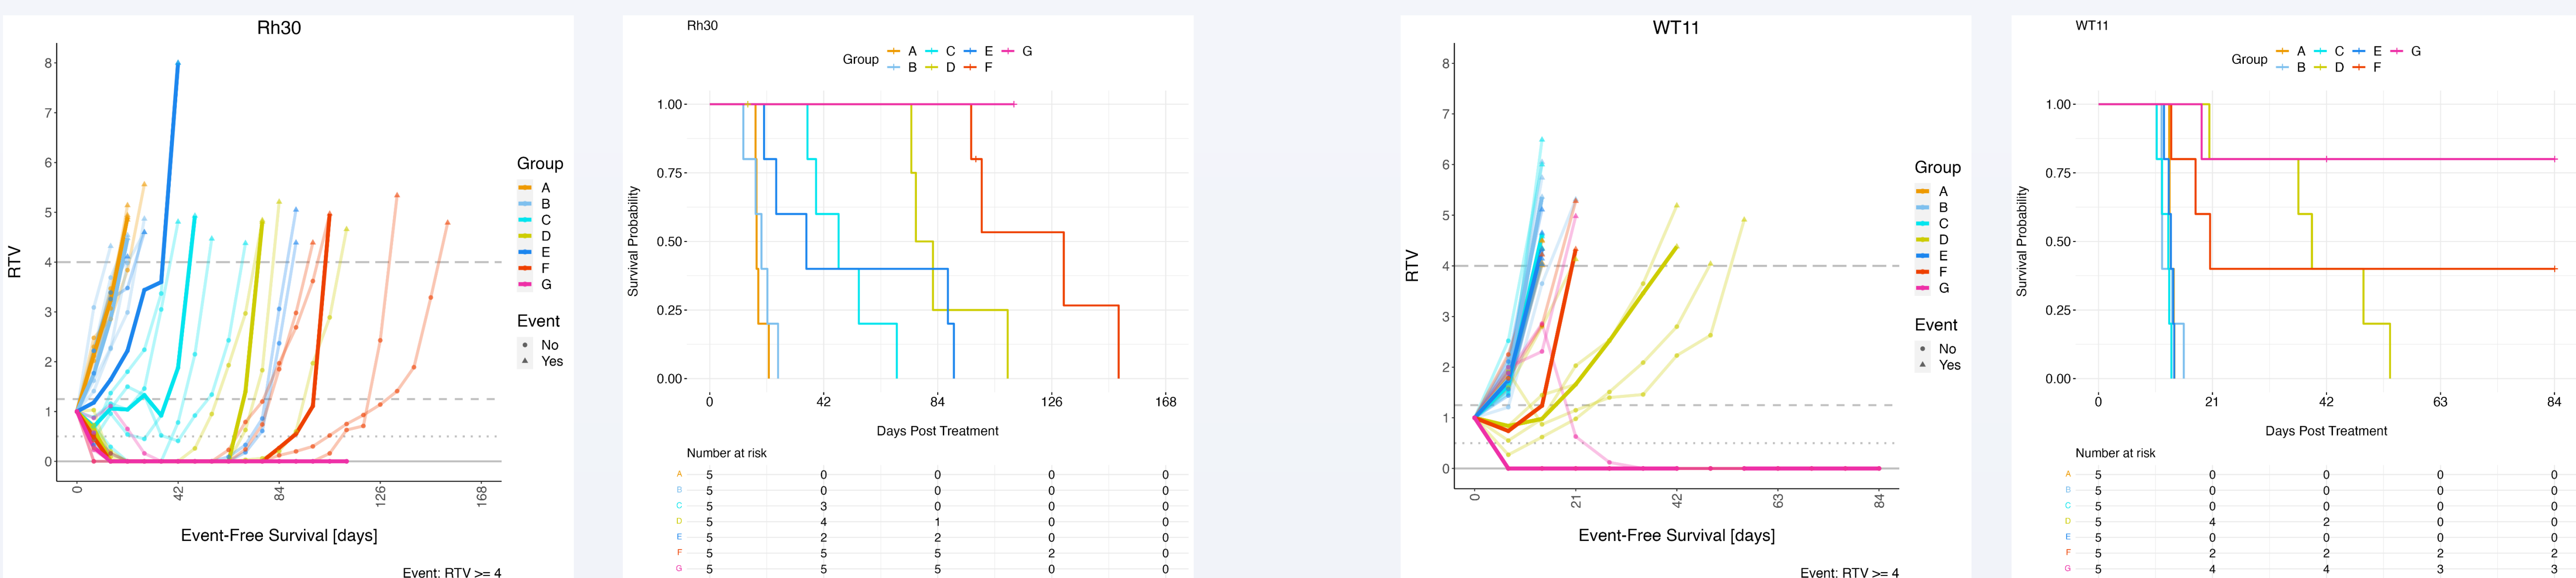 Rh30
RTV
8
7
6
5
4
3
2
1
0
0 42 84 126 168
Event-Free Survival [days]
Event: RTV >= 4
Group
A
B
C
D
E
F
G
Event
No
Yes
Rh30
Group A C E G
B D F
Survival Probability
1.00
0.75
0.50
0.25
0.00
0 42 84 126 168
Days Post Treatment
Number at risk
A 5 0 0 0 0
B 5 0 0 0 0
C 5 3 0 0 0
D 5 4 1 0 0
E 5 2 2 0 0
F 5 5 5 2 0
G 5 5 5 0 0
WT11
RTV
8
7
6
5
4
3
2
1
0
0 21 42 63 84
Event-Free Survival [days]
Event: RTV >= 4
Group
A
B
C
D
E
F
G
Event
No
Yes
WT11
Group A C E G
B D F
Survival Probability
1.00
0.75
0.50
0.25
0.00
0 21 42 63 84
Days Post Treatment
Number at risk
A 5 0 0 0 0
B 5 0 0 0 0
C 5 0 0 0 0
D 5 4 2 0 0
E 5 0 0 0 0
F 5 2 2 2 2
G 5 4 4 3 3